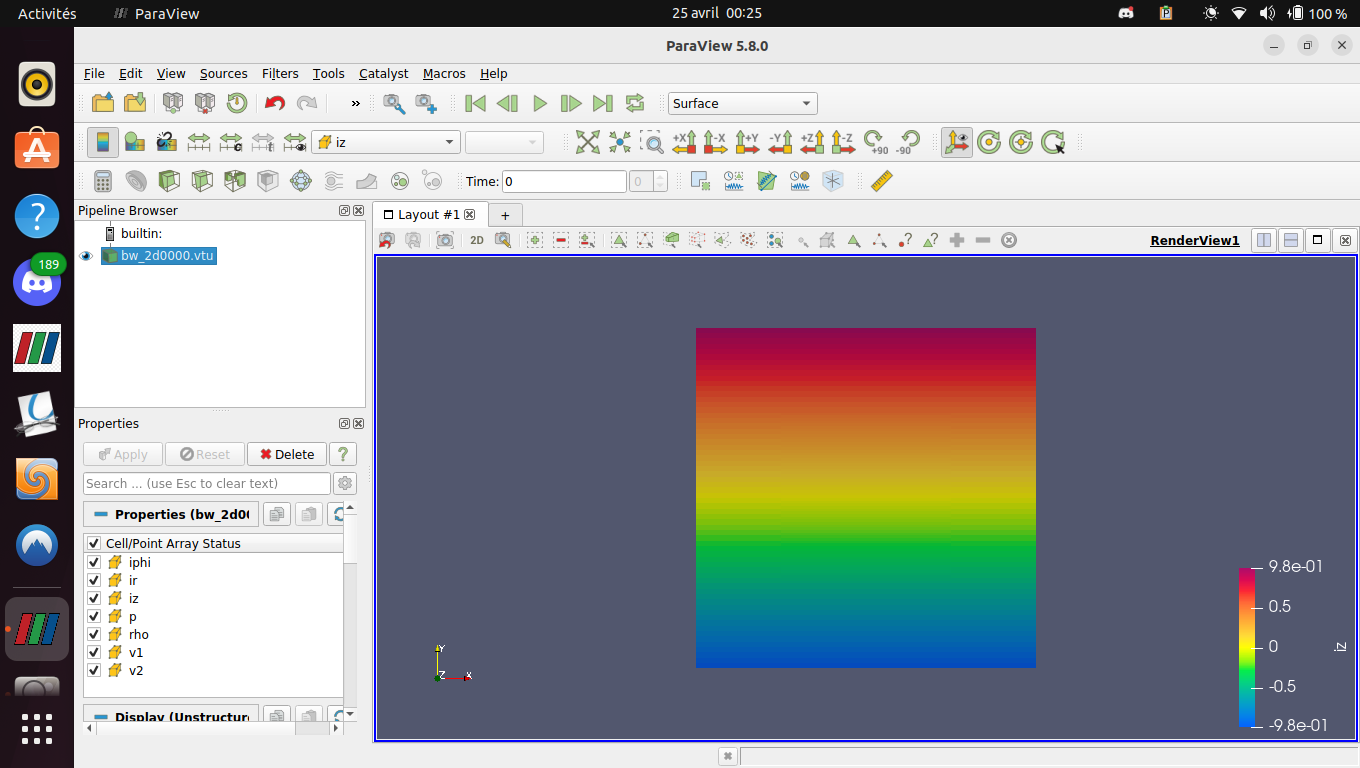 Activités ParaView 25 avril 00:25 100 %
ParaView 5.8.0
File Edit View Sources Filters Tools Catalyst Macros Help
» Surface
iz +X -X +Y -Y +Z -Z +90 -90
Time: 0 0
Pipeline Browser
builtin:
bw_2d0000.vtu
189
Layout #1 +
2D RenderView1
Properties
Apply Reset Delete ?
Search ... (use Esc to clear text)
Properties (bw_2d00
Cell/Point Array Status
iphi
ir
iz
p
rho
v1
v2
Display (Unstructure
Y
Z X
9.8e-01
0.5
0
-0.5
-9.8e-01
iz